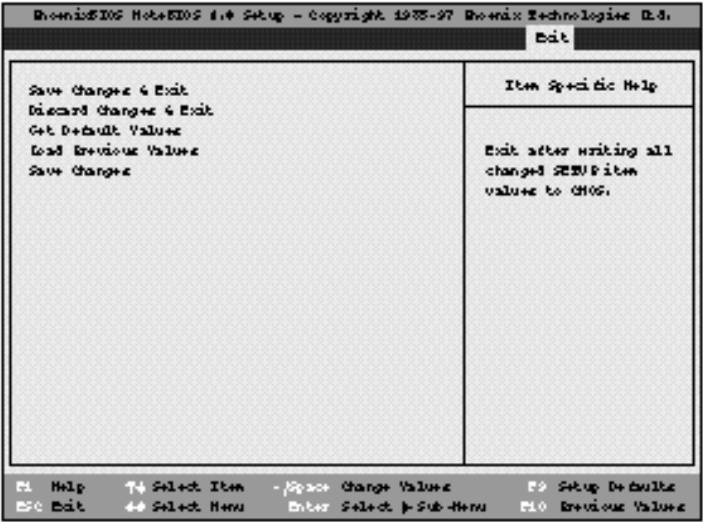 PhoenixBIOS NoteBIOS 4.0 Setup - Copyright 1985-97 Phoenix Technologies Ltd.
Exit
Save Changes & Exit
Discard Changes & Exit
Get Default Values
Load Previous Values
Save Changes
Item Specific Help
Exit after writing all
changed SETUP item
values to CMOS.
F1 Help ↑↓ Select Item -/Space Change Values F9 Setup Defaults
ESC Exit Select Menu Enter Select ▶ Sub-Menu F10 Previous Values